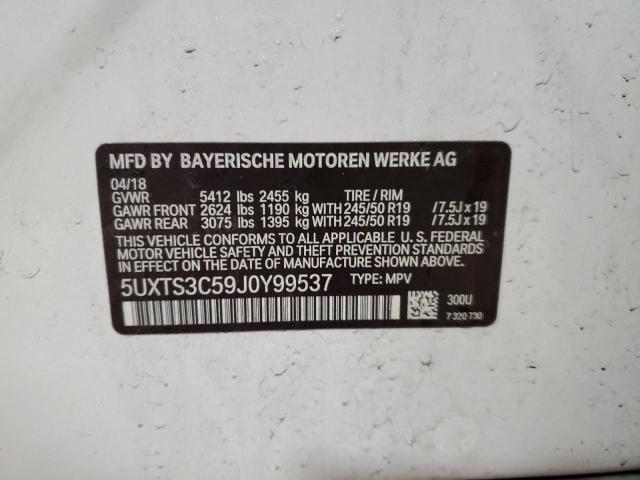 MFD BY BAYERISCHE MOTOREN WERKE AG
04/18
GVWR 5412 lbs 2455 kg TIRE / RIM
GAWR FRONT 2624 lbs 1190 kg WITH 245/50 R19 /7.5J x 19
GAWR REAR 3075 lbs 1395 kg WITH 245/50 R19 /7.5J x 19
THIS VEHICLE CONFORMS TO ALL APPLICABLE U. S. FEDERAL
MOTOR VEHICLE SAFETY AND THEFT PREVENTION STANDARDS
IN EFFECT ON THE DATE OF MANUFACTURE SHOWN ABOVE.
5UXTS3C59J0Y99537 TYPE: MPV
300U
7 320 730